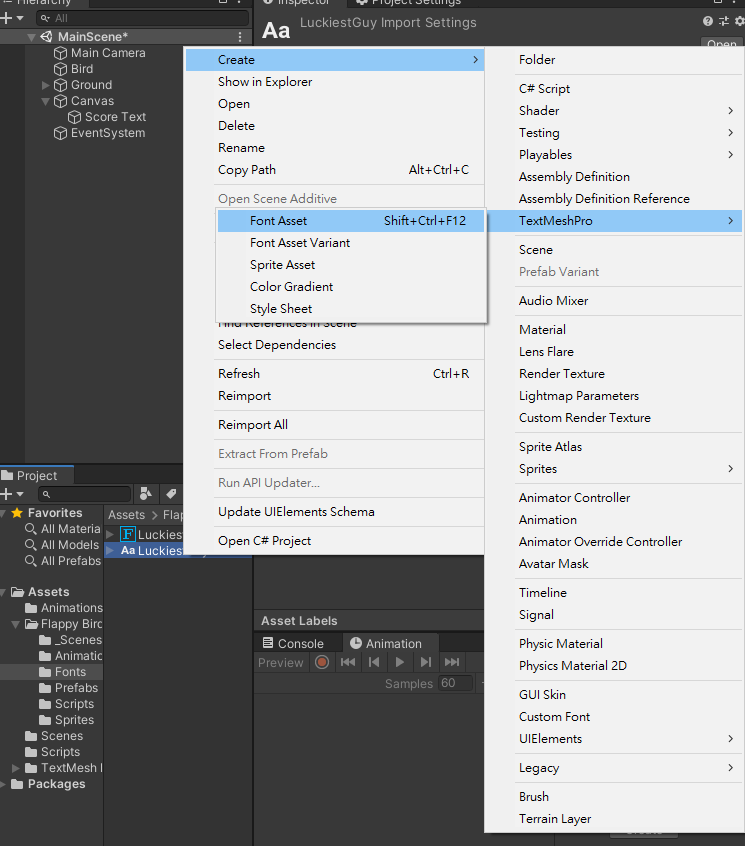 Hierarchy
Inspector
Project Settings
All
LuckiestGuy Import Settings
Aa
Open
MainScene*
Main Camera
Bird
Ground
Canvas
Score Text
EventSystem
Create
Show in Explorer
Open
Delete
Rename
Copy Path Alt+Ctrl+C
Open Scene Additive
Font Asset Shift+Ctrl+F12
Font Asset Variant
Sprite Asset
Color Gradient
Style Sheet
Find References In Scene
Select Dependencies
Refresh Ctrl+R
Reimport
Reimport All
Extract From Prefab
Run API Updater...
Update UIElements Schema
Open C# Project
Folder
C# Script
Shader
Testing
Playables
Assembly Definition
Assembly Definition Reference
TextMeshPro
Scene
Prefab Variant
Audio Mixer
Material
Lens Flare
Render Texture
Lightmap Parameters
Custom Render Texture
Sprite Atlas
Sprites
Animator Controller
Animation
Animator Override Controller
Avatar Mask
Timeline
Signal
Physic Material
Physics Material 2D
GUI Skin
Custom Font
UIElements
Legacy
Brush
Terrain Layer
Project
Favorites
All Materia
All Models
All Prefabs
Assets
Animations
Flappy Bird
_Scenes
Animatic
Fonts
Prefabs
Scripts
Sprites
Scenes
Scripts
TextMesh
Packages
Assets > Flap
F Luckies
Aa Luckiest
Asset Labels
Console
Animation
Preview
Samples 60